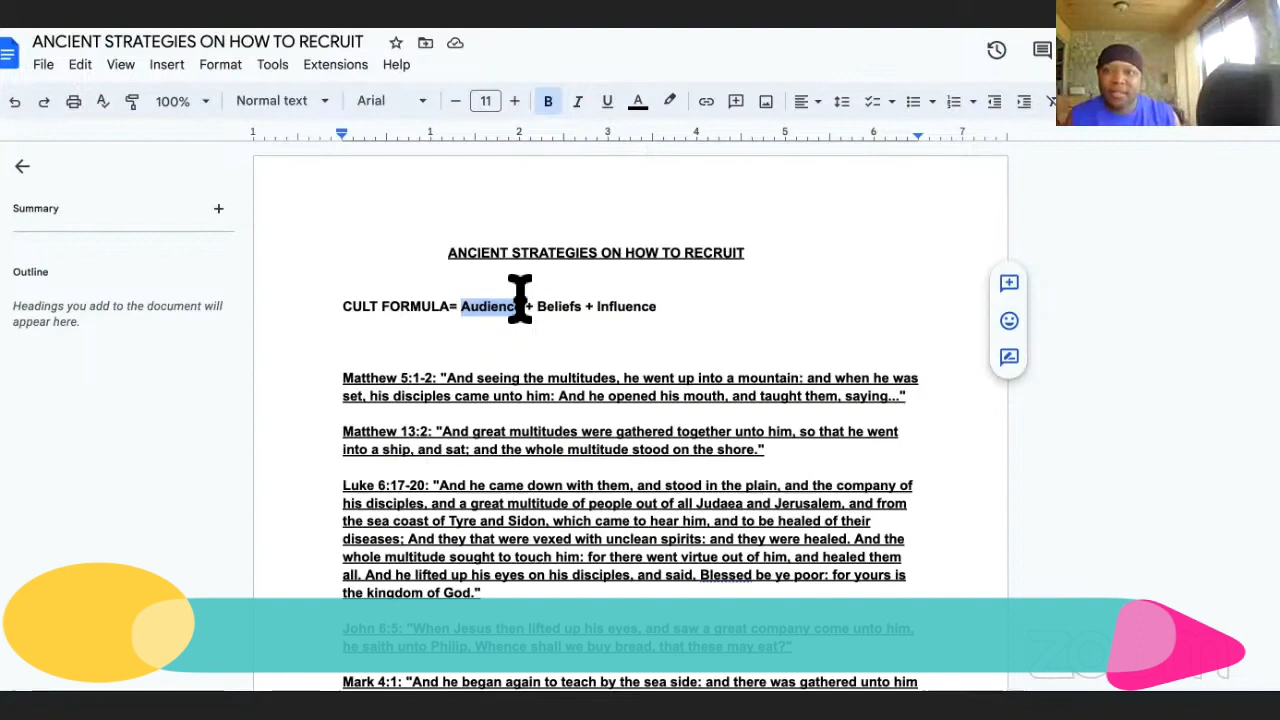 ANCIENT STRATEGIES ON HOW TO RECRUIT
File Edit View Insert Format Tools Extensions Help
100% Normal text Arial 11 B I U A
1 1 2 3 4 5 6 7
Summary
Outline
Headings you add to the document will
appear here.
ANCIENT STRATEGIES ON HOW TO RECRUIT
CULT FORMULA= Audience + Beliefs + Influence
Matthew 5:1-2: "And seeing the multitudes, he went up into a mountain: and when he was
set, his disciples came unto him: And he opened his mouth, and taught them, saying..."
Matthew 13:2: "And great multitudes were gathered together unto him, so that he went
into a ship, and sat; and the whole multitude stood on the shore."
Luke 6:17-20: "And he came down with them, and stood in the plain, and the company of
his disciples, and a great multitude of people out of all Judaea and Jerusalem, and from
the sea coast of Tyre and Sidon, which came to hear him, and to be healed of their
diseases; And they that were vexed with unclean spirits: and they were healed. And the
whole multitude sought to touch him: for there went virtue out of him, and healed them
all. And he lifted up his eyes on his disciples, and said, Blessed be ye poor: for yours is
the kingdom of God."
John 6:5: "When Jesus then lifted up his eyes, and saw a great company come unto him,
he saith unto Philip, Whence shall we buy bread, that these may eat?"
zoom
Mark 4:1: "And he began again to teach by the sea side: and there was gathered unto him